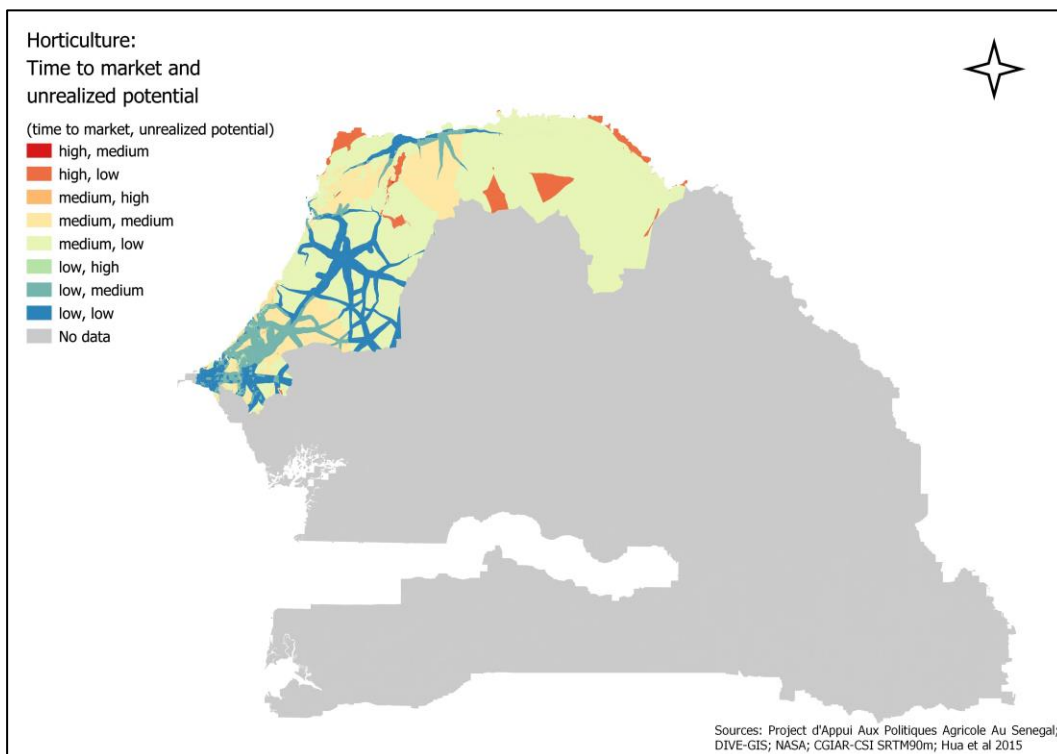 Horticulture:
Time to market and
unrealized potential
(time to market, unrealized potential)
high, medium
high, low
medium, high
medium, medium
medium, low
low, high
low, medium
low, low
No data
Sources: Project d'Appui Aux Politiques Agricole Au Senegal;
DIVE-GIS; NASA; CGIAR-CSI SRTM90m; Hua et al 2015